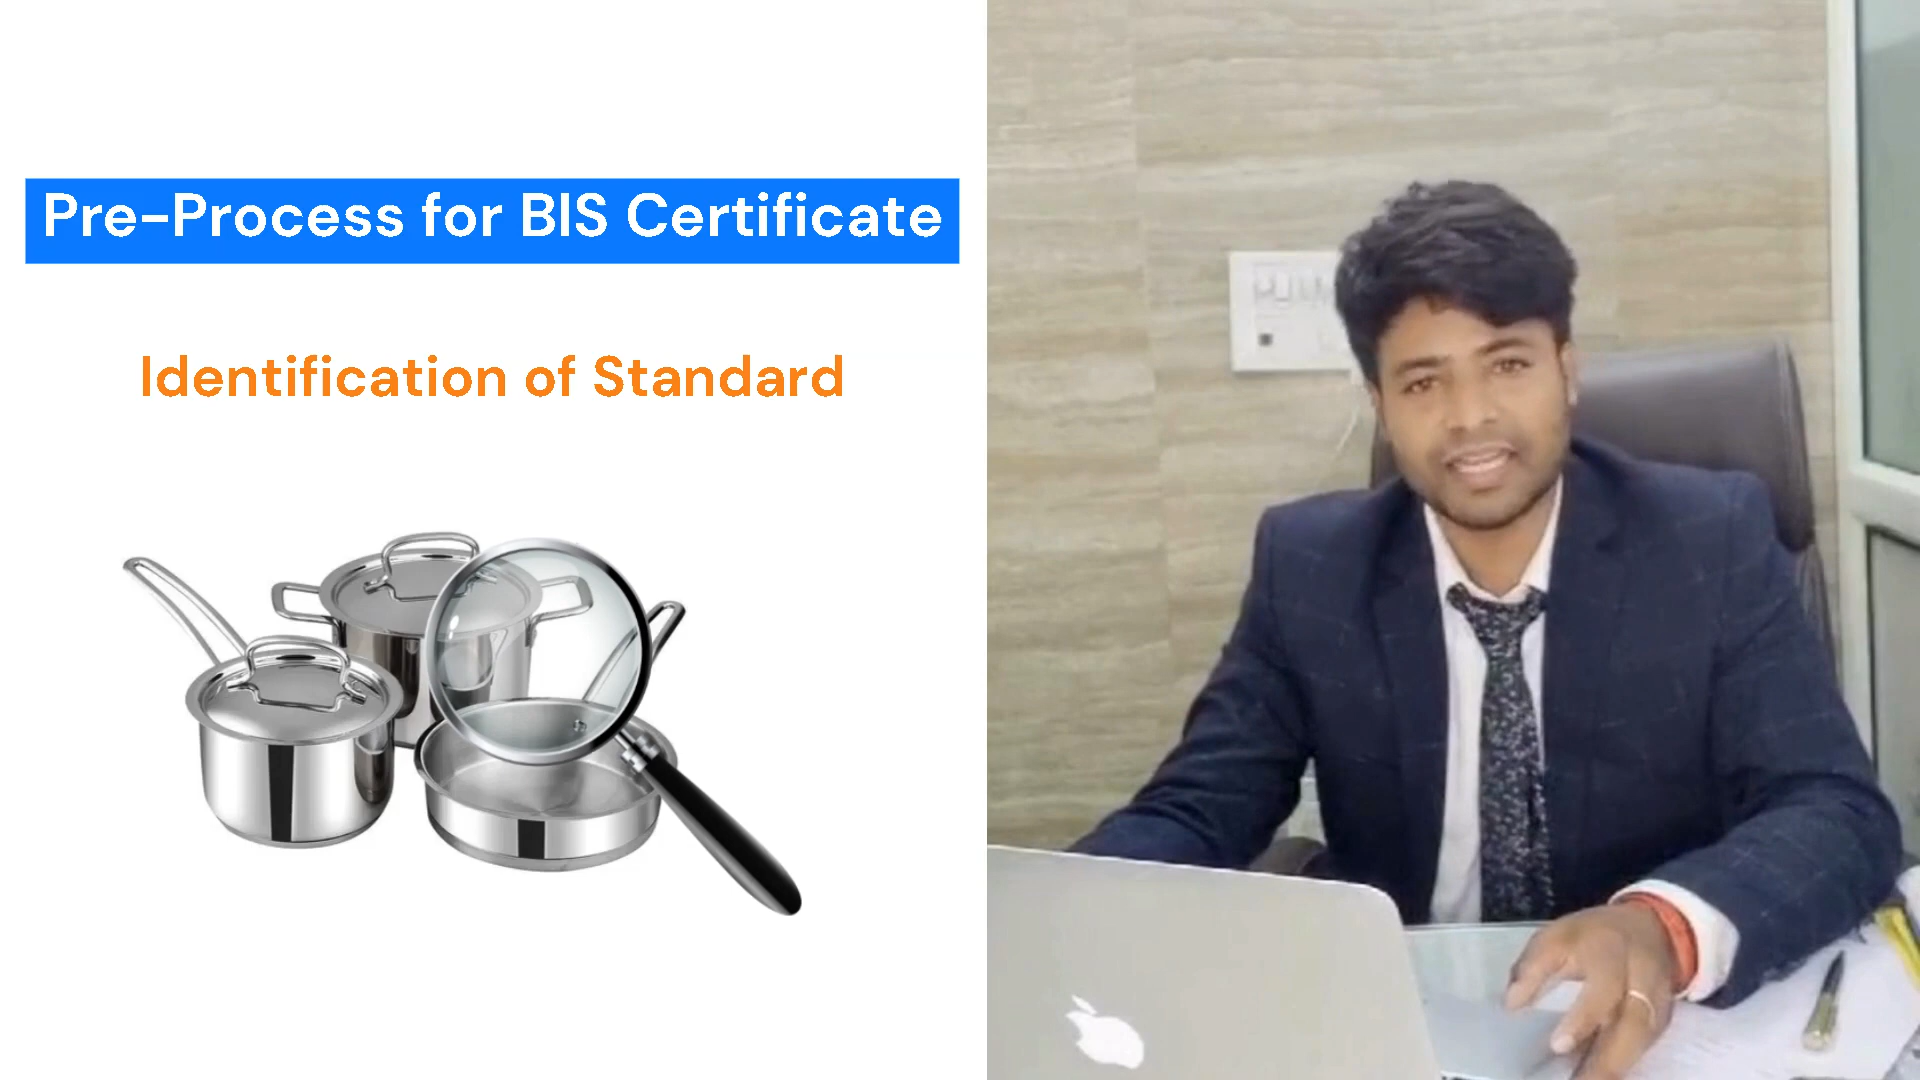 Pre-Process for BIS Certificate
Identification of Standard